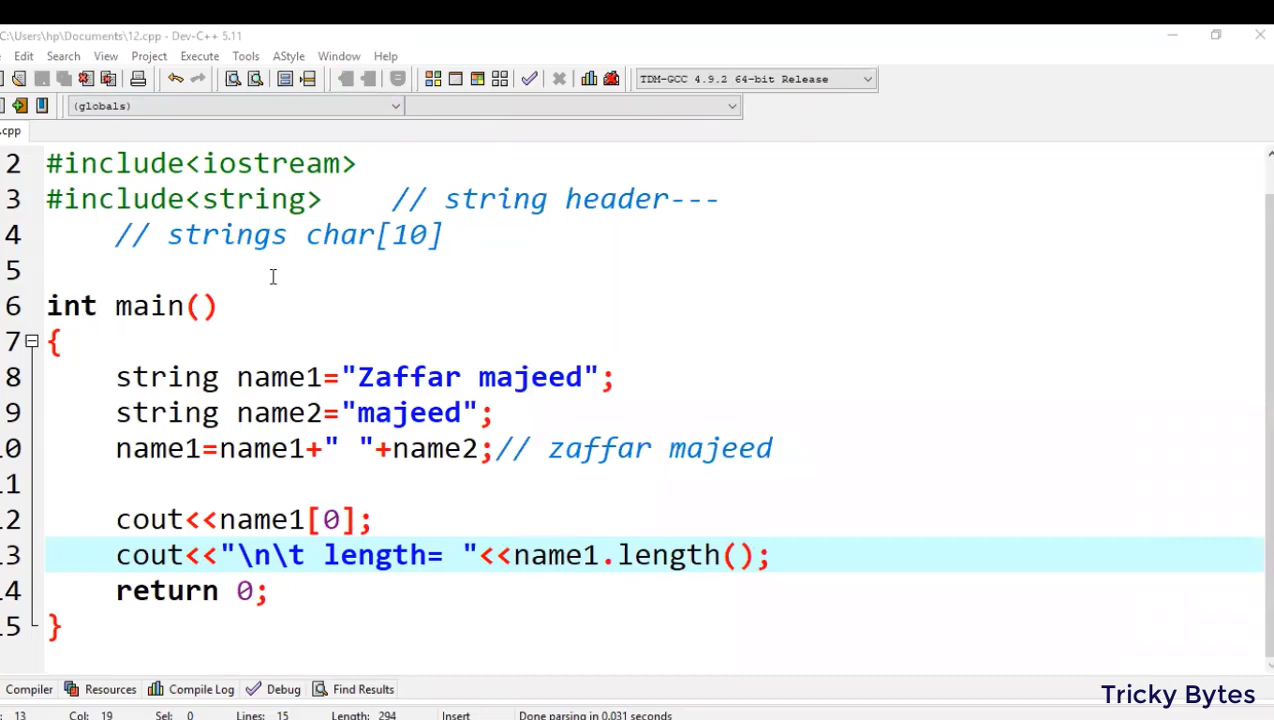 C:\Users\hp\Documents\12.cpp - Dev-C++ 5.11
Edit Search View Project Execute Tools AStyle Window Help
TDM-GCC 4.9.2 64-bit Release
(globals)
.cpp
2 #include<iostream>
3 #include<string> // string header---
4 // strings char[10]
5
6 int main()
7 {
8 string name1="Zaffar majeed";
9 string name2="majeed";
10 name1=name1+" "+name2;// zaffar majeed
11
12 cout<<name1[0];
13 cout<<"\n\t length= "<<name1.length();
14 return 0;
15 }
Compiler Resources Compile Log Debug Find Results
Tricky Bytes
: 13 Col: 19 Sel: 0 Lines: 15 Length: 294 Insert Done parsing in 0.031 seconds